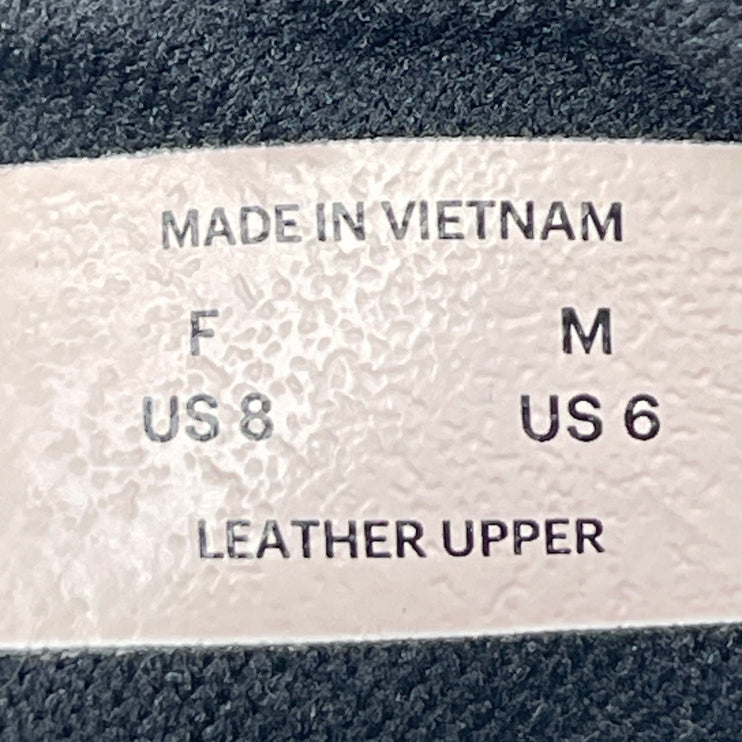 MADE IN VIETNAM
F M
US 8 US 6
LEATHER UPPER